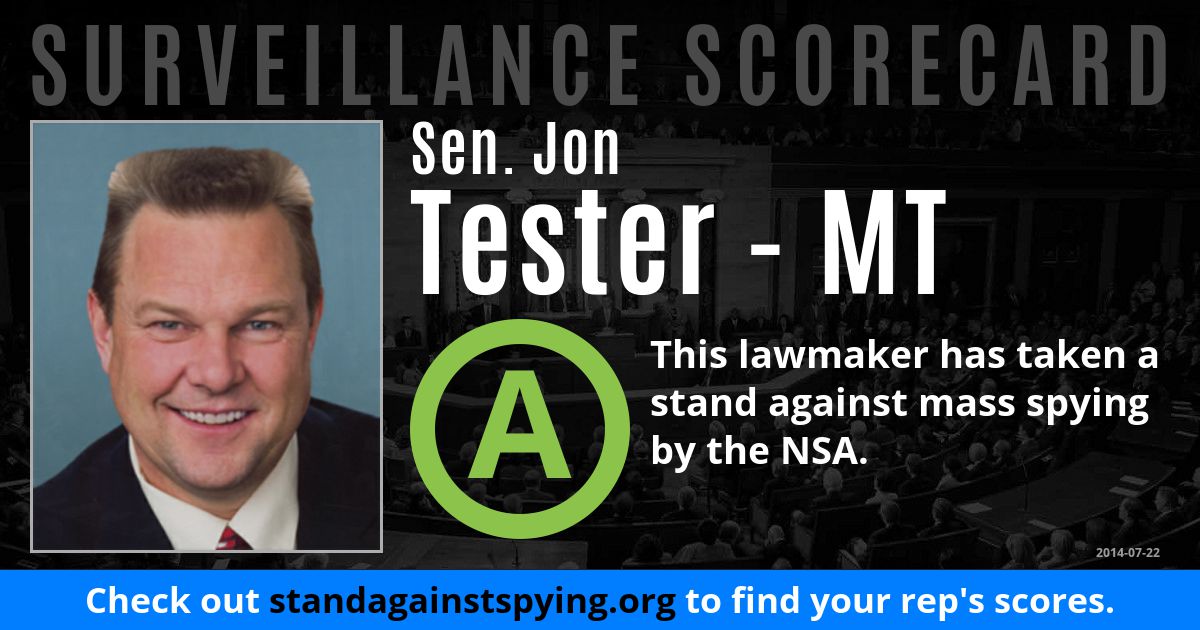 SURVEILLANCE SCORECARD
Sen. Jon
Tester - MT
A
This lawmaker has taken a
stand against mass spying
by the NSA.
2014-07-22
Check out standagainstspying.org to find your rep's scores.